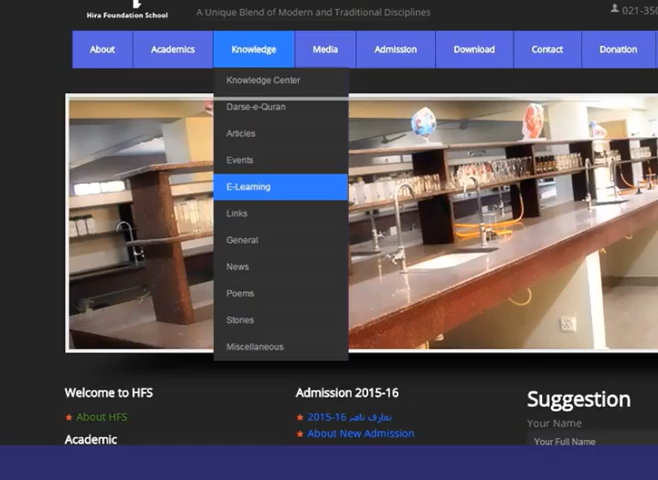 Hira Foundation School
A Unique Blend of Modern and Traditional Disciplines
021-350
About
Academics
Knowledge
Media
Admission
Download
Contact
Donation
Knowledge Center
Darse-e-Quran
Articles
Events
E-Learning
Links
General
News
Poems
Stories
Miscellaneous
Welcome to HFS
About HFS
Academic
Admission 2015-16
تعارف نامہ 16-2015
About New Admission
Suggestion
Your Name
Your Full Name